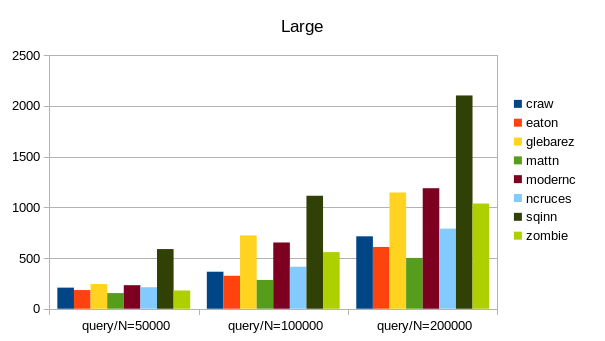 Large
2500
2000
1500
1000
500
0
query/N=50000
query/N=100000
query/N=200000
craw
eaton
glebarez
mattn
modernc
ncruces
sqinn
zombie